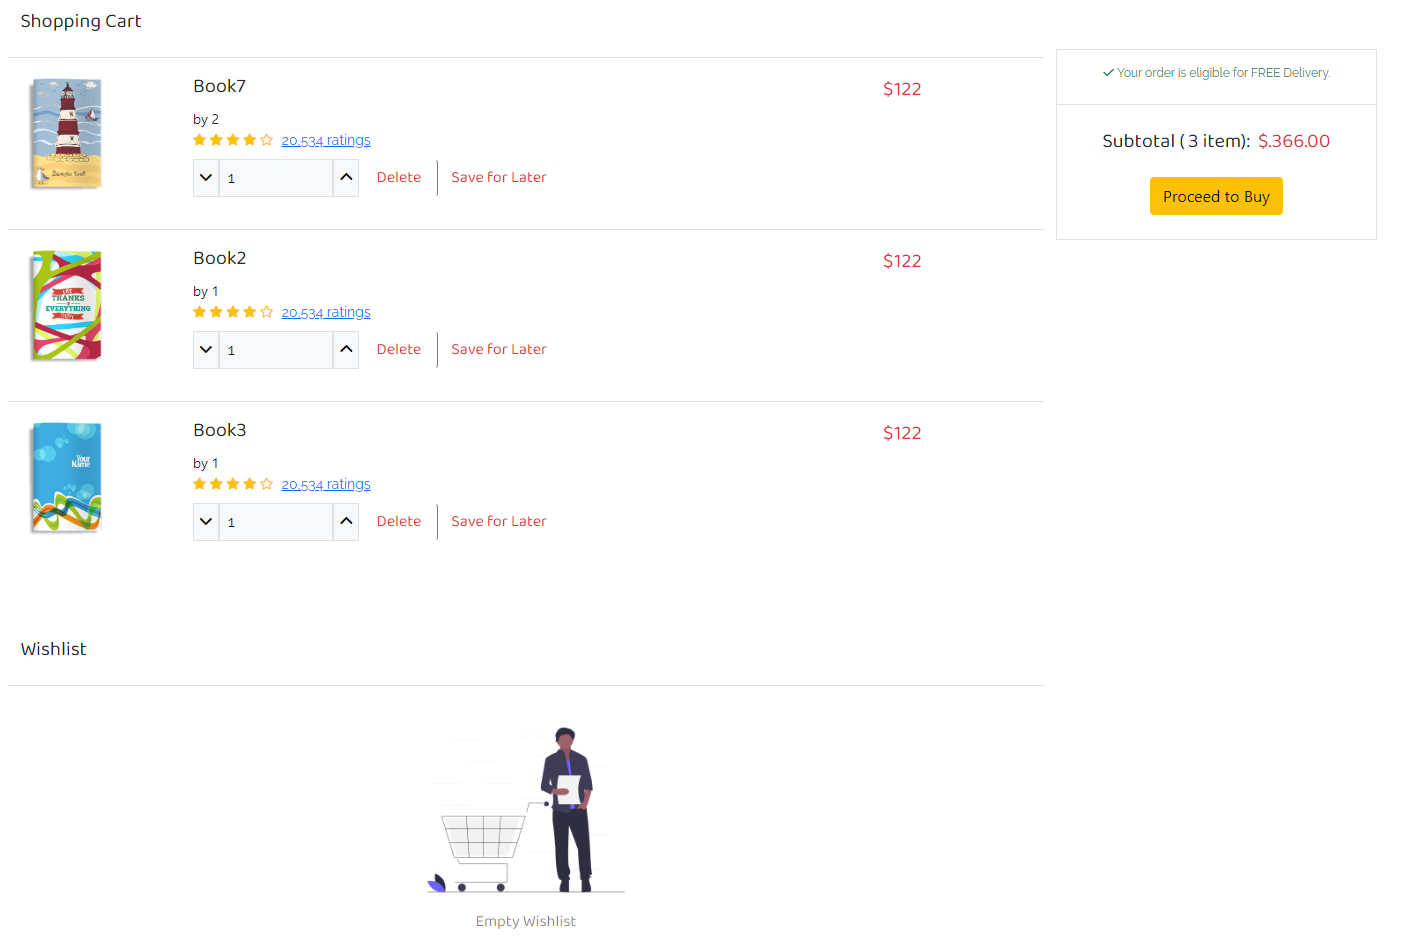 Shopping Cart
Book7
$122
by 2
20,534 ratings
1
Delete
Save for Later
Sample text
Book2
$122
by 1
20,534 ratings
1
Delete
Save for Later
THANKS
EVERYTHING
Book3
$122
by 1
20,534 ratings
1
Delete
Save for Later
Your
Name
Your order is eligible for FREE Delivery.
Subtotal ( 3 item): $.366.00
Proceed to Buy
Wishlist
Empty Wishlist